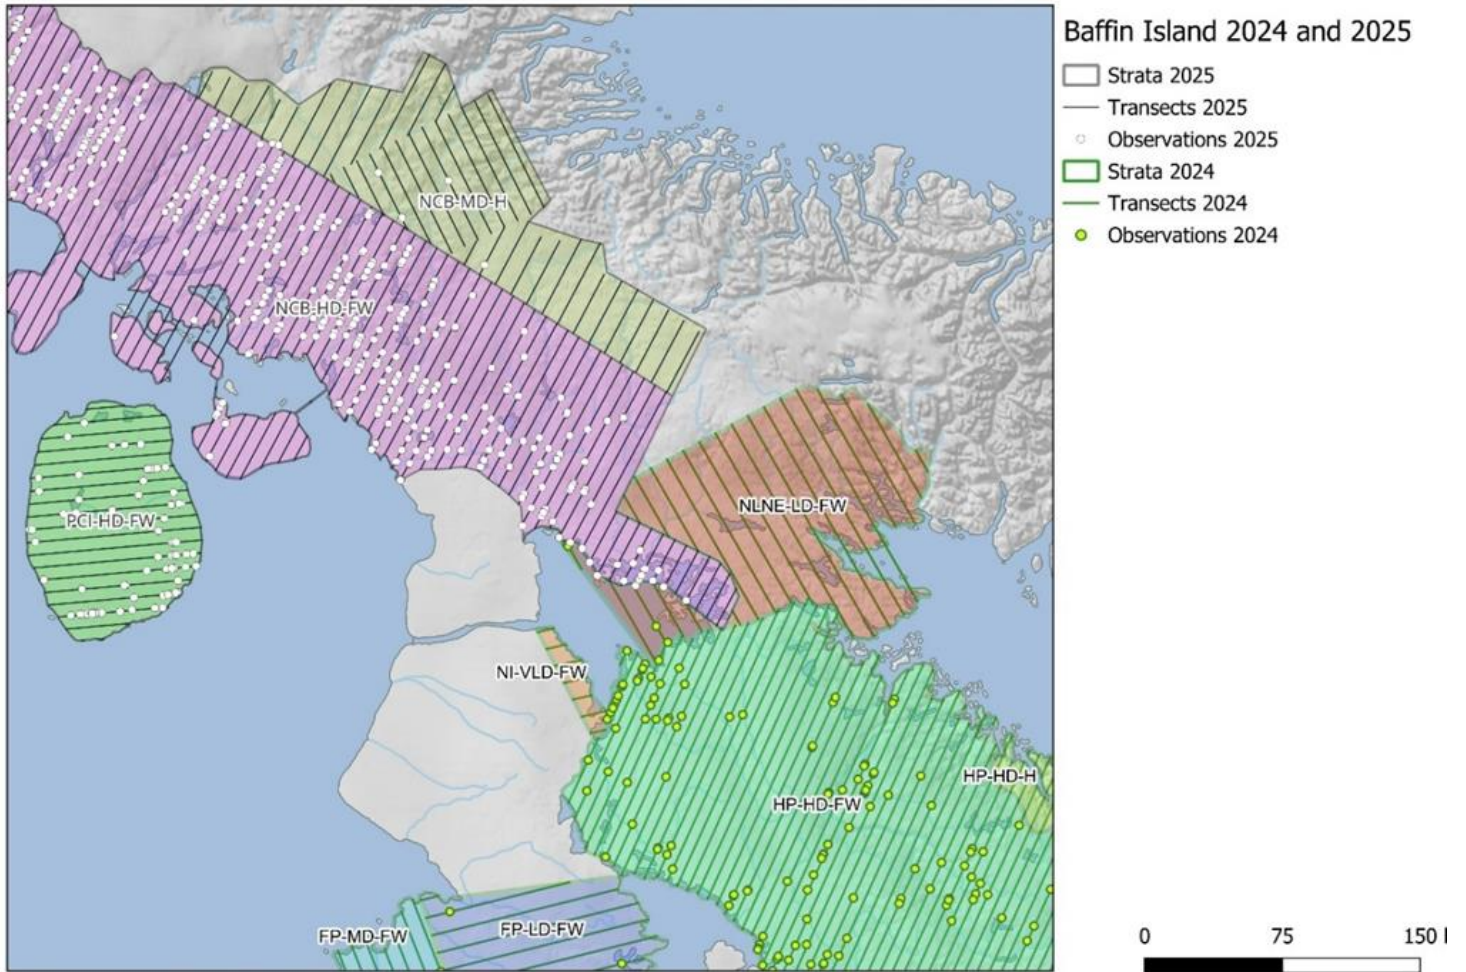 Baffin Island 2024 and 2025
Strata 2025
Transects 2025
Observations 2025
Strata 2024
Transects 2024
Observations 2024
NCB-MD-H
NCB-HD-FW
NLNE-LD-FW
PCI-HD-FW
NI-VLD-FW
HP-HD-H
HP-HD-FW
FP-LD-FW
FP-MD-FW
0 75 150